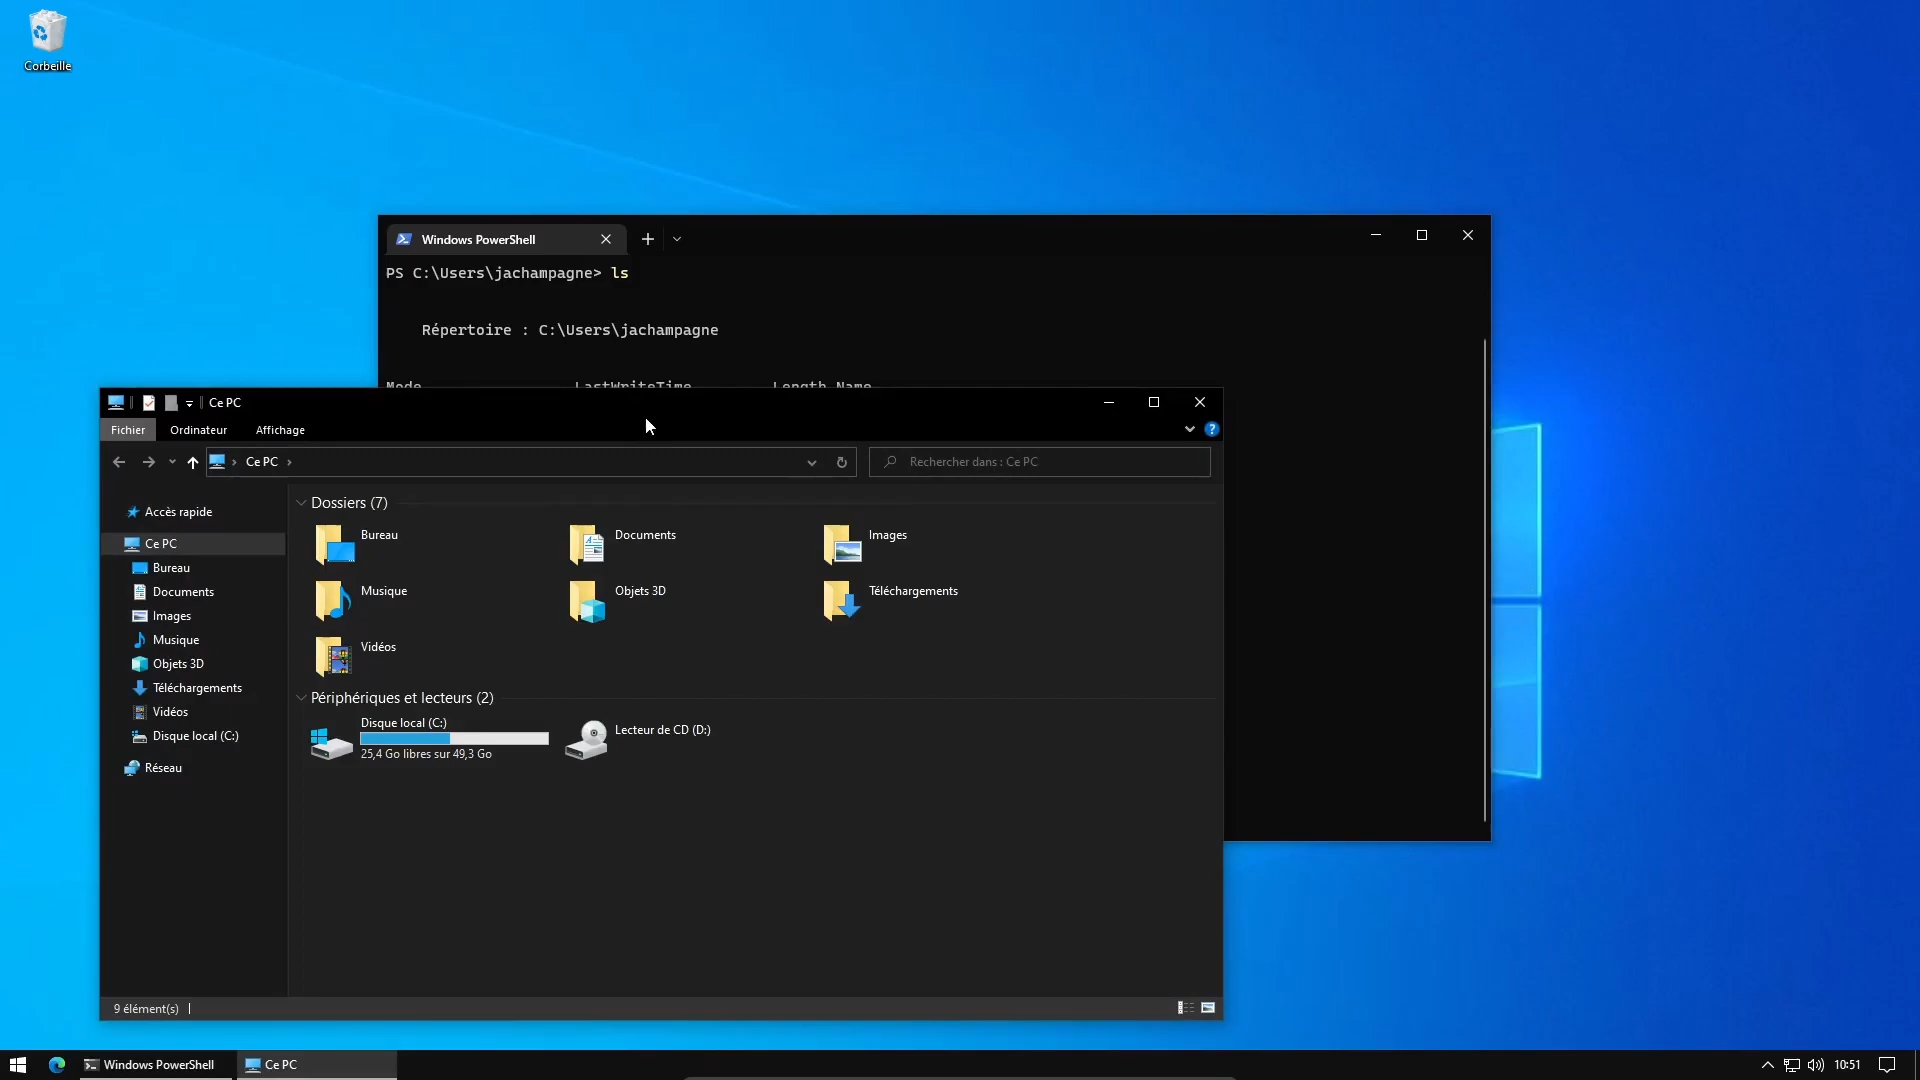 Corbeille
Windows PowerShell
PS C:\Users\jachampagne> ls
Répertoire : C:\Users\jachampagne
Mode LastWriteTime Length Name
Ce PC
Fichier Ordinateur Affichage
Ce PC
Rechercher dans : Ce PC
Accès rapide
Ce PC
Bureau
Documents
Images
Musique
Objets 3D
Téléchargements
Vidéos
Disque local (C:)
Réseau
Dossiers (7)
Bureau
Documents
Images
Musique
Objets 3D
Téléchargements
Vidéos
Périphériques et lecteurs (2)
Disque local (C:)
25,4 Go libres sur 49,3 Go
Lecteur de CD (D:)
9 élément(s)
Windows PowerShell
Ce PC
10:51